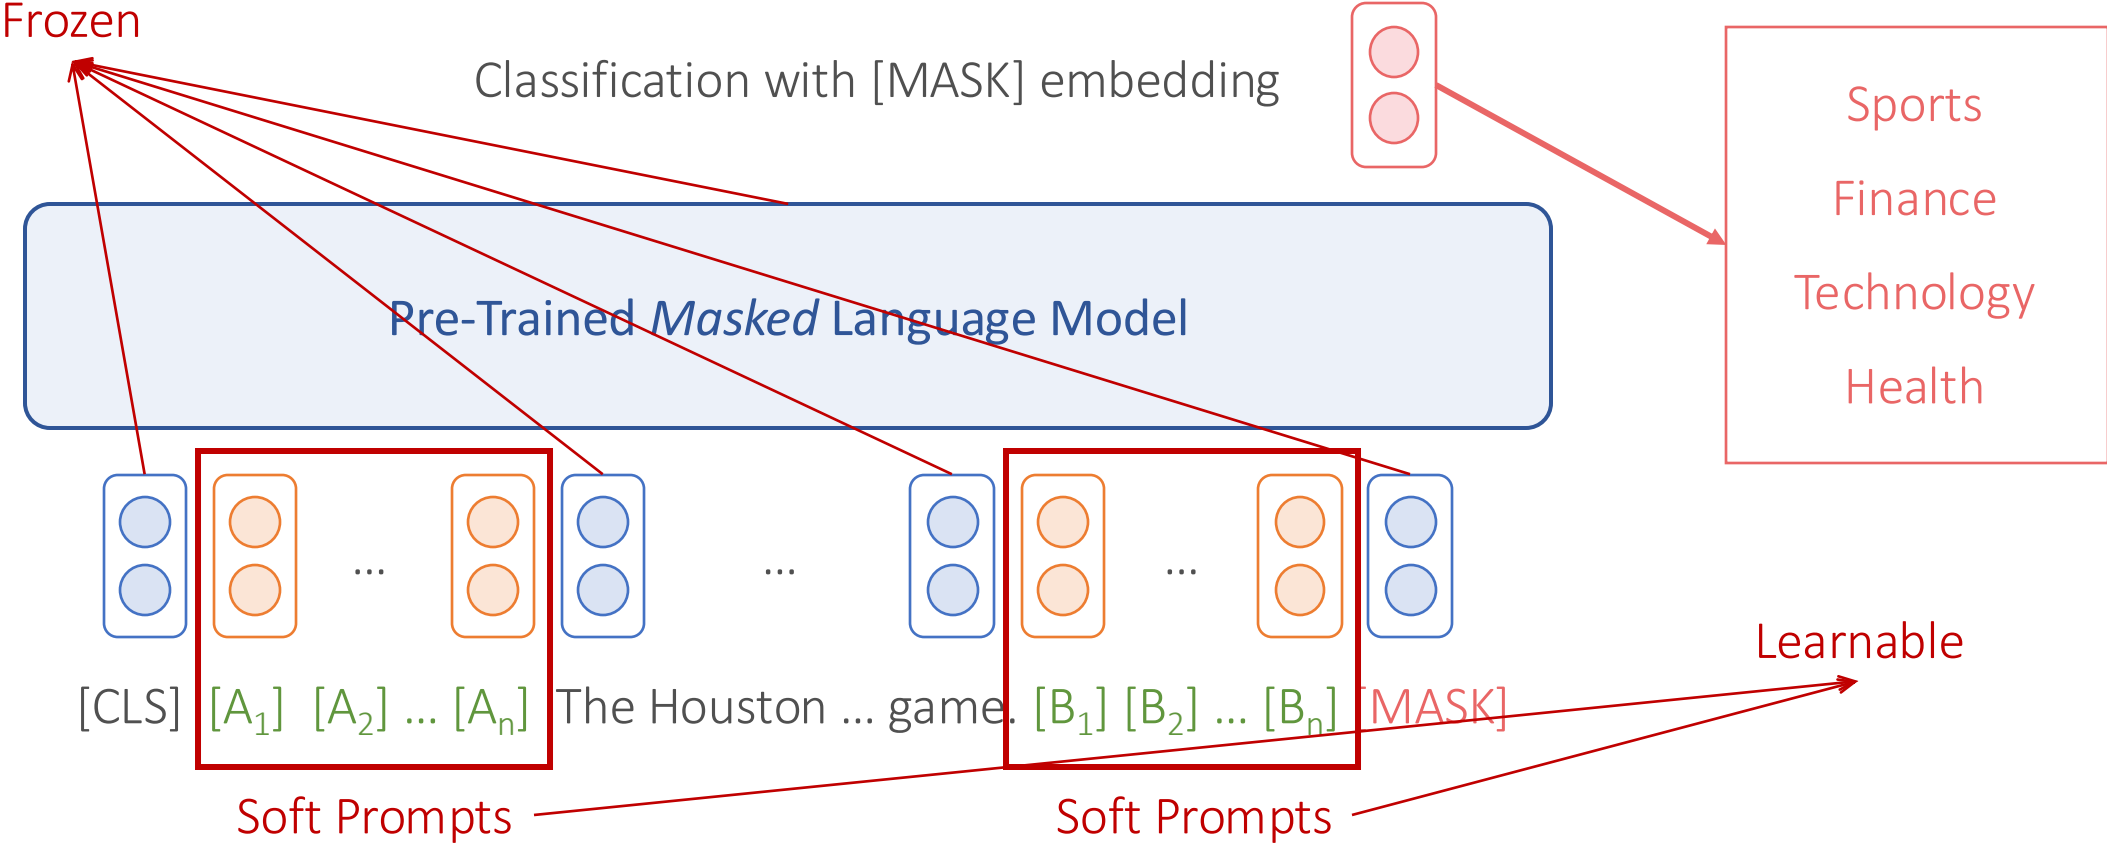 Frozen
Classification with [MASK] embedding
Sports
Finance
Technology
Health
Pre-Trained Masked Language Model
... ... ...
[CLS] [A1] [A2] ... [An] The Houston ... game. [B1] [B2] ... [Bn] [MASK]
Learnable
Soft Prompts Soft Prompts